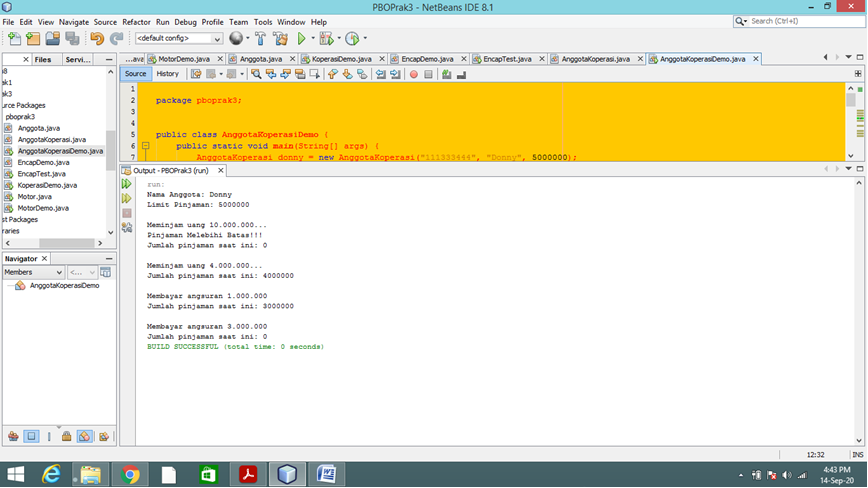 PBOPrak3 - NetBeans IDE 8.1
File Edit View Navigate Source Refactor Run Debug Profile Team Tools Window Help
Search (Ctrl+I)
<default config>
Files Servi...
...ava MotorDemo.java Anggota.java KoperasiDemo.java EncapDemo.java EncapTest.java AnggotaKoperasi.java AnggotaKoperasiDemo.java
Source History
ak1
ak3
urce Packages
pboprak3
Anggota.java
AnggotaKoperasi.java
AnggotaKoperasiDemo.java
EncapDemo.java
EncapTest.java
KoperasiDemo.java
Motor.java
MotorDemo.java
st Packages
raries
1
2 package pboprak3;
3
4
5 public class AnggotaKoperasiDemo {
6 public static void main(String[] args) {
7 AnggotaKoperasi donny = new AnggotaKoperasi("111333444", "Donny", 5000000);
Output - PBOPrak3 (run)
run:
Nama Anggota: Donny
Limit Pinjaman: 5000000
Meminjam uang 10.000.000...
Pinjaman Melebihi Batas!!!
Jumlah pinjaman saat ini: 0
Meminjam uang 4.000.000...
Jumlah pinjaman saat ini: 4000000
Membayar angsuran 1.000.000
Jumlah pinjaman saat ini: 3000000
Membayar angsuran 3.000.000
Jumlah pinjaman saat ini: 0
BUILD SUCCESSFUL (total time: 0 seconds)
Navigator
Members <...
AnggotaKoperasiDemo
12:32 INS
4:43 PM
14-Sep-20